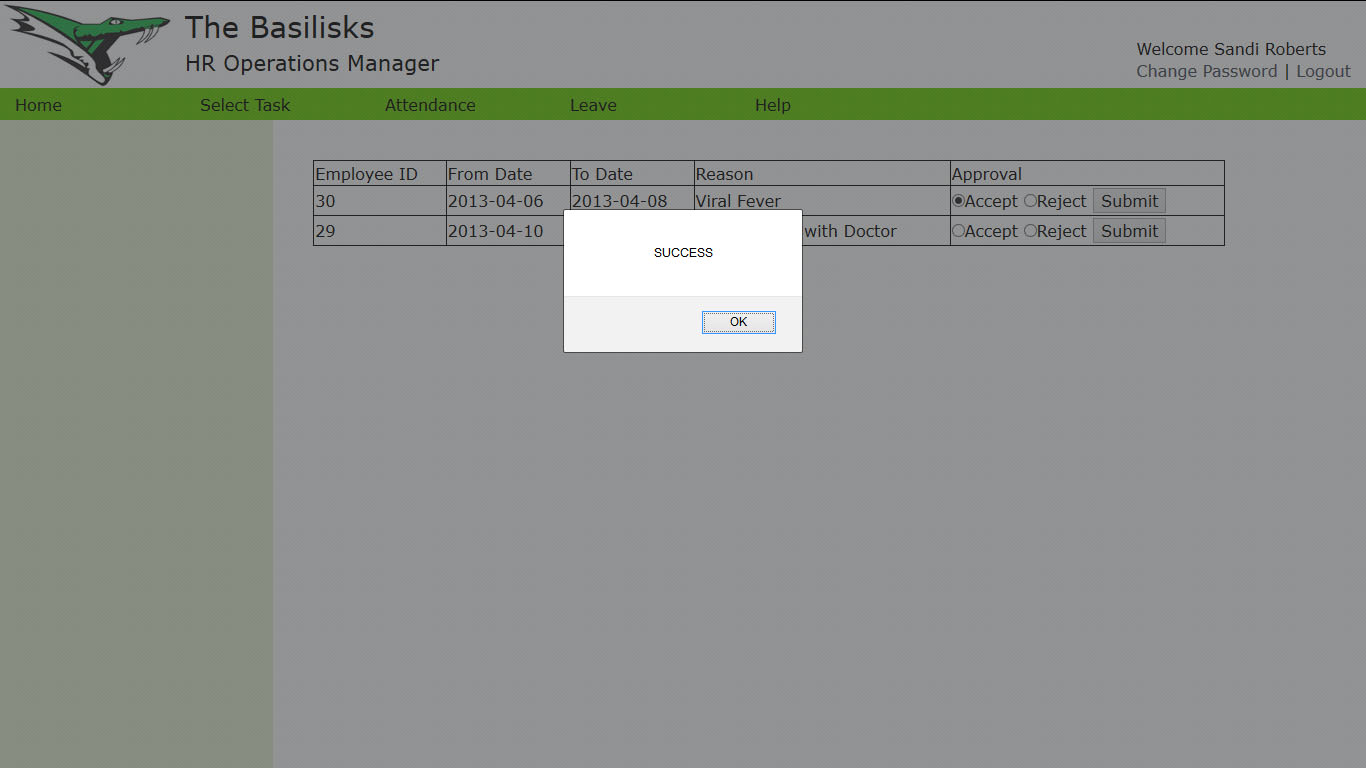 The Basilisks
HR Operations Manager
Welcome Sandi Roberts
Change Password | Logout
Home Select Task Attendance Leave Help
Employee ID From Date To Date Reason Approval
30 2013-04-06 2013-04-08 Viral Fever Accept Reject Submit
29 2013-04-10 with Doctor Accept Reject Submit
SUCCESS
OK